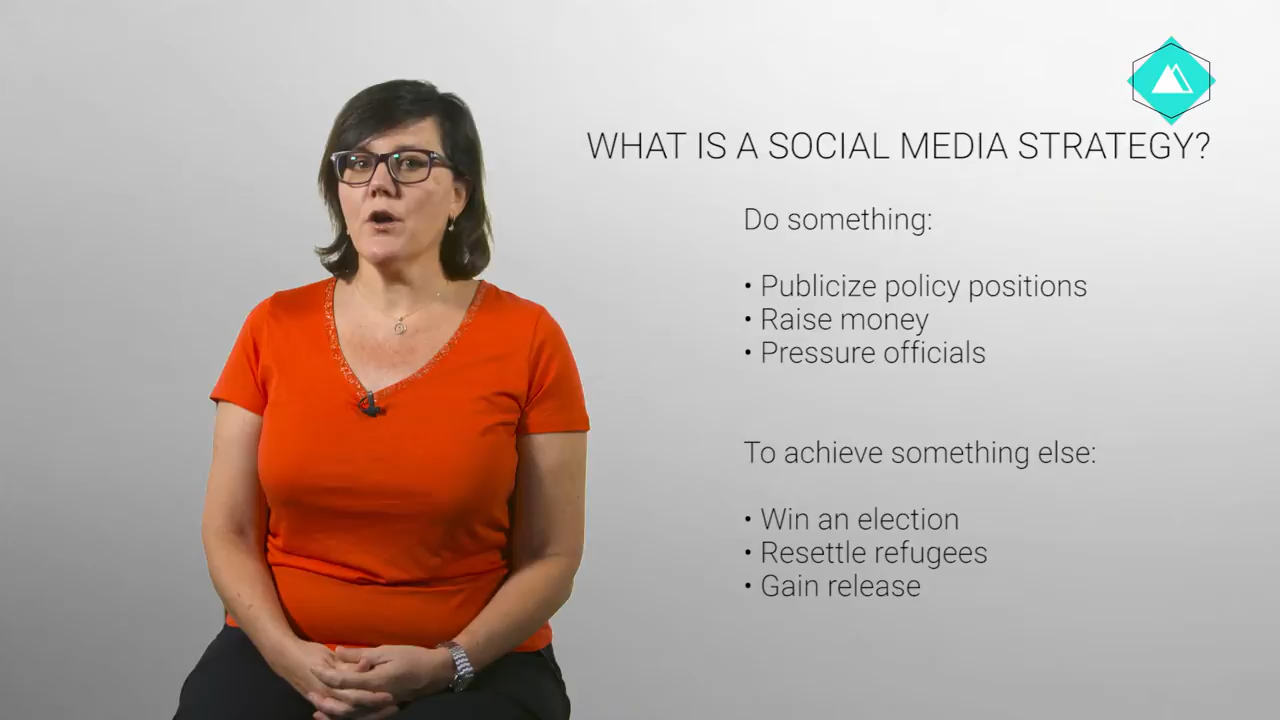 WHAT IS A SOCIAL MEDIA STRATEGY?
Do something:
• Publicize policy positions
• Raise money
• Pressure officials
To achieve something else:
• Win an election
• Resettle refugees
• Gain release